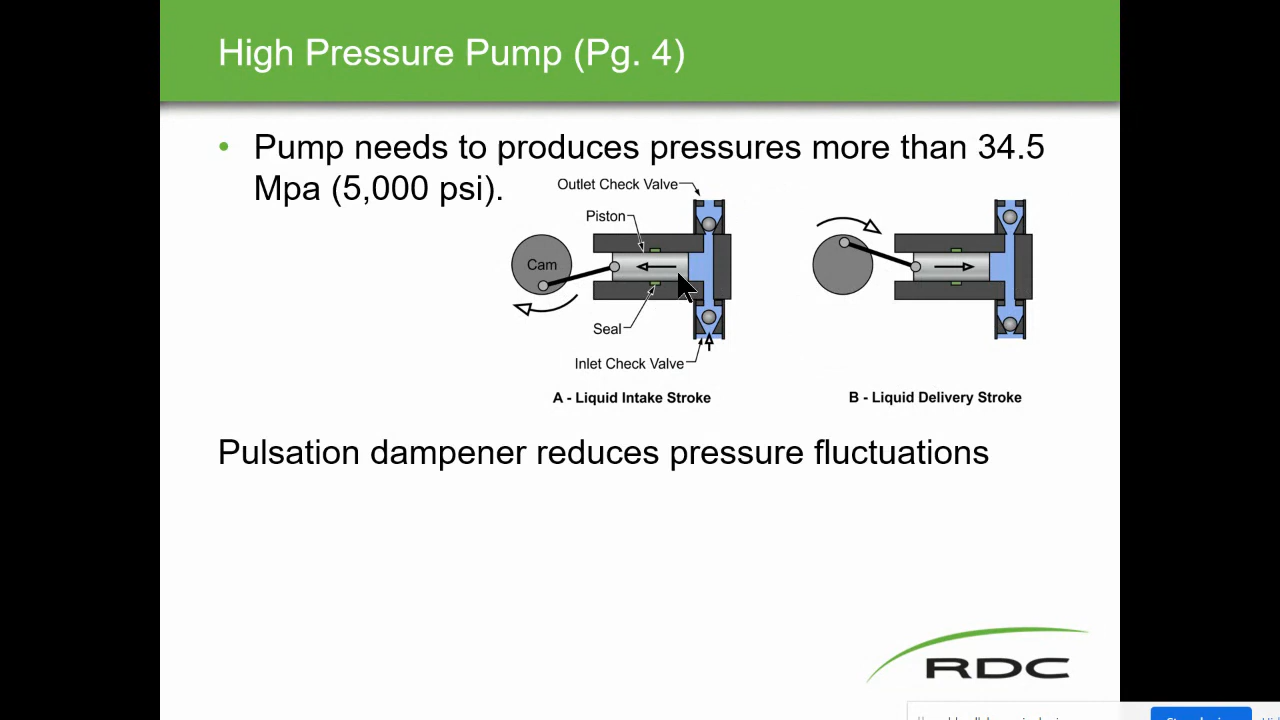 High Pressure Pump (Pg. 4)
• Pump needs to produces pressures more than 34.5
Mpa (5,000 psi).
Outlet Check Valve
Piston
Cam
Seal
Inlet Check Valve
A - Liquid Intake Stroke
B - Liquid Delivery Stroke
Pulsation dampener reduces pressure fluctuations
RDC